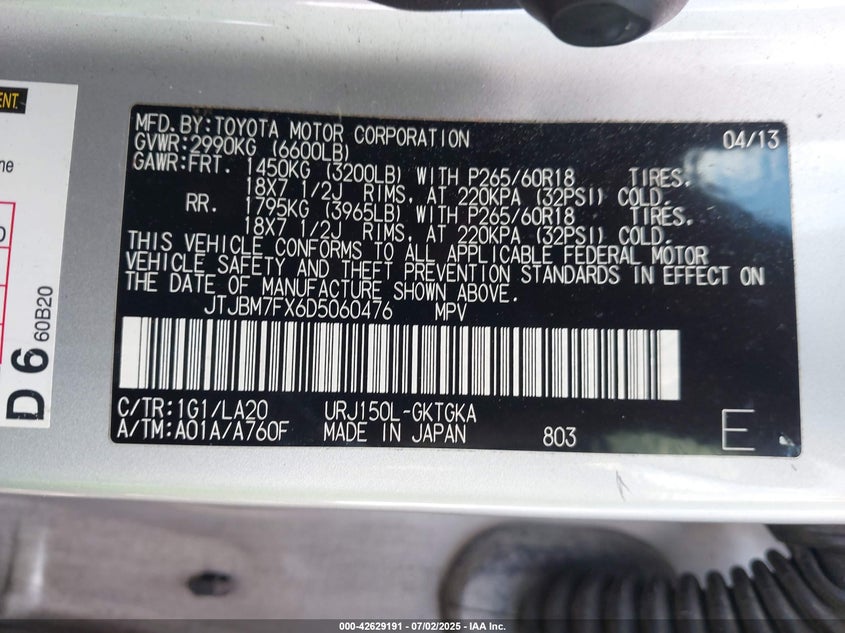 ENT.
ne
D
D 6 60B20
MFD.BY:TOYOTA MOTOR CORPORATION 04/13
GVWR:2990KG (6600LB)
GAWR:FRT. 1450KG (3200LB) WITH P265/60R18 TIRES,
18X7 1/2J RIMS, AT 220KPA (32PSI) COLD.
RR. 1795KG (3965LB) WITH P265/60R18 TIRES,
18X7 1/2J RIMS, AT 220KPA (32PSI) COLD.
THIS VEHICLE CONFORMS TO ALL APPLICABLE FEDERAL MOTOR
VEHICLE SAFETY AND THEFT PREVENTION STANDARDS IN EFFECT ON
THE DATE OF MANUFACTURE SHOWN ABOVE.
JTJBM7FX6D5060476 MPV
C/TR:1G1/LA20 URJ150L-GKTGKA
A/TM:A01A/A760F MADE IN JAPAN 803 E
000-42629191 - 07/02/2025 - IAA Inc.